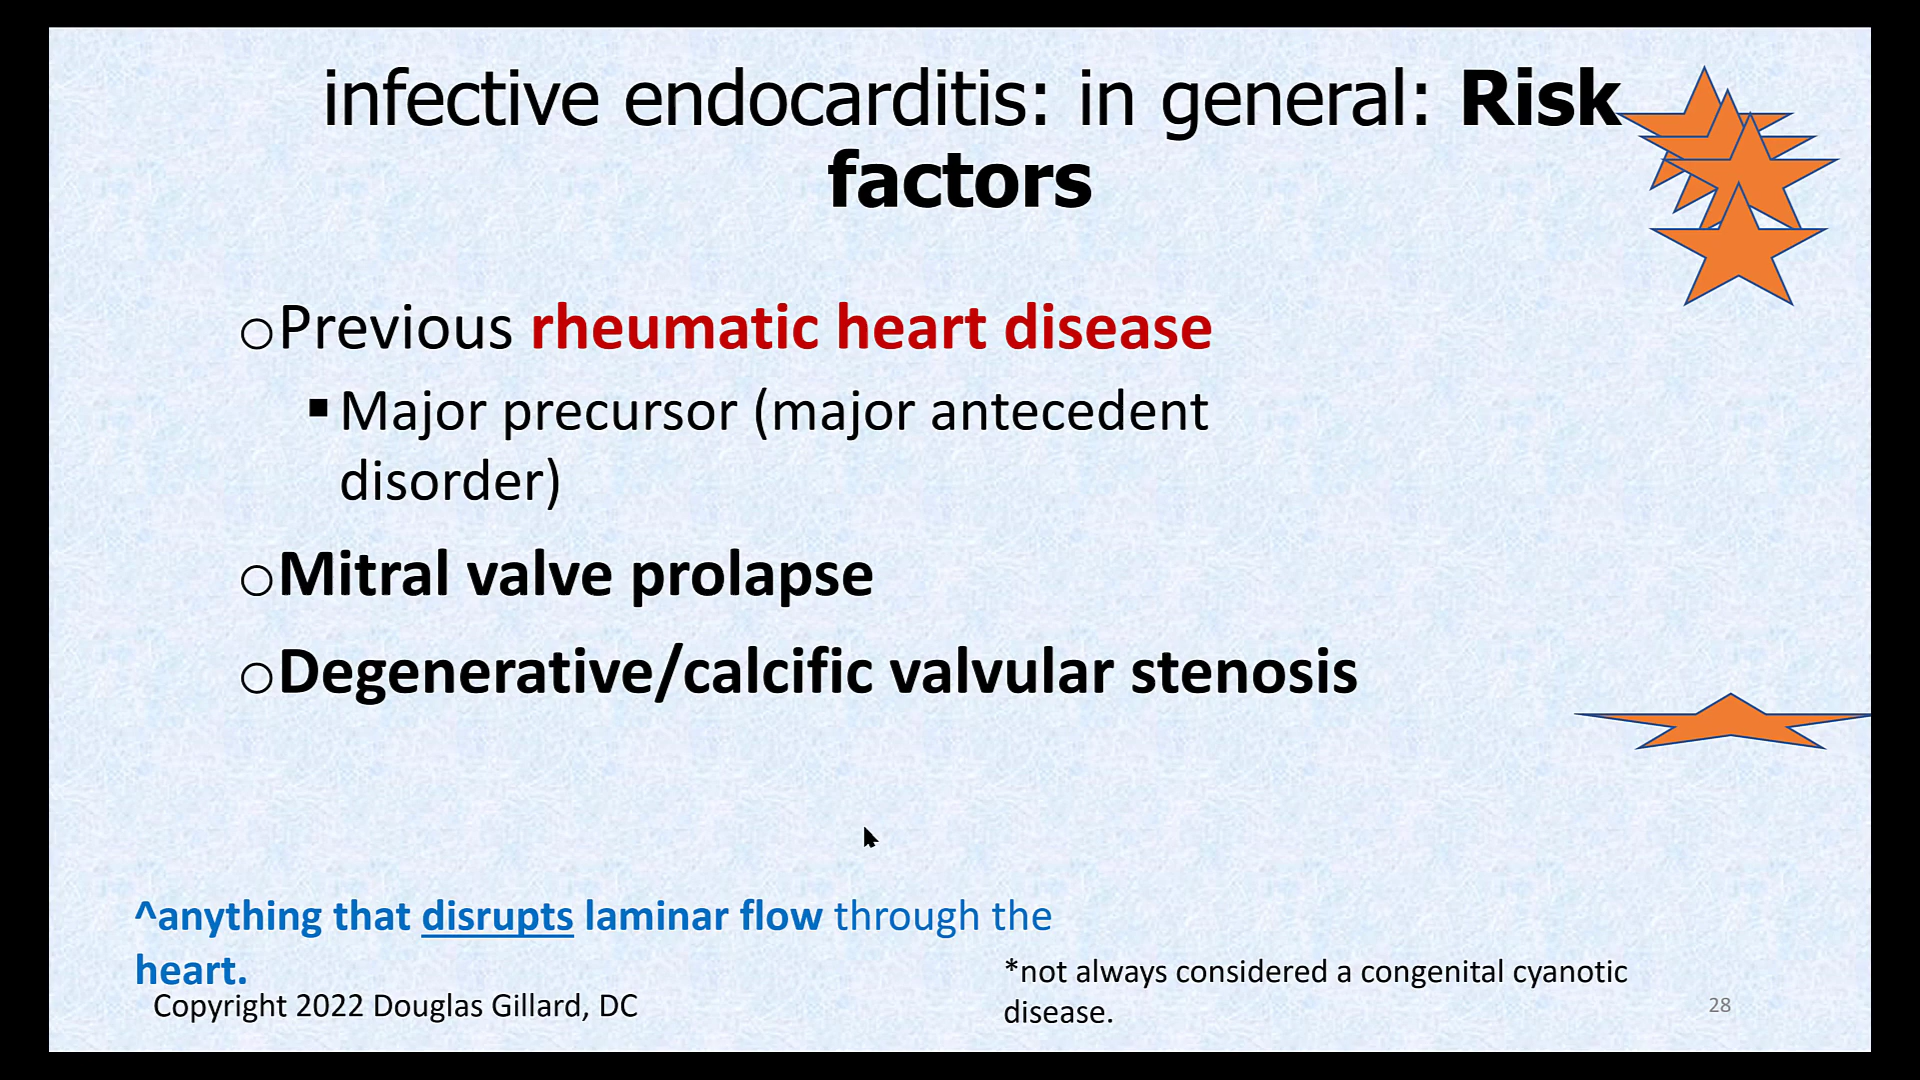 infective endocarditis: in general: Risk
factors
oPrevious rheumatic heart disease
▪Major precursor (major antecedent
disorder)
oMitral valve prolapse
oDegenerative/calcific valvular stenosis
^anything that disrupts laminar flow through the
heart.
*not always considered a congenital cyanotic
disease.
Copyright 2022 Douglas Gillard, DC
28